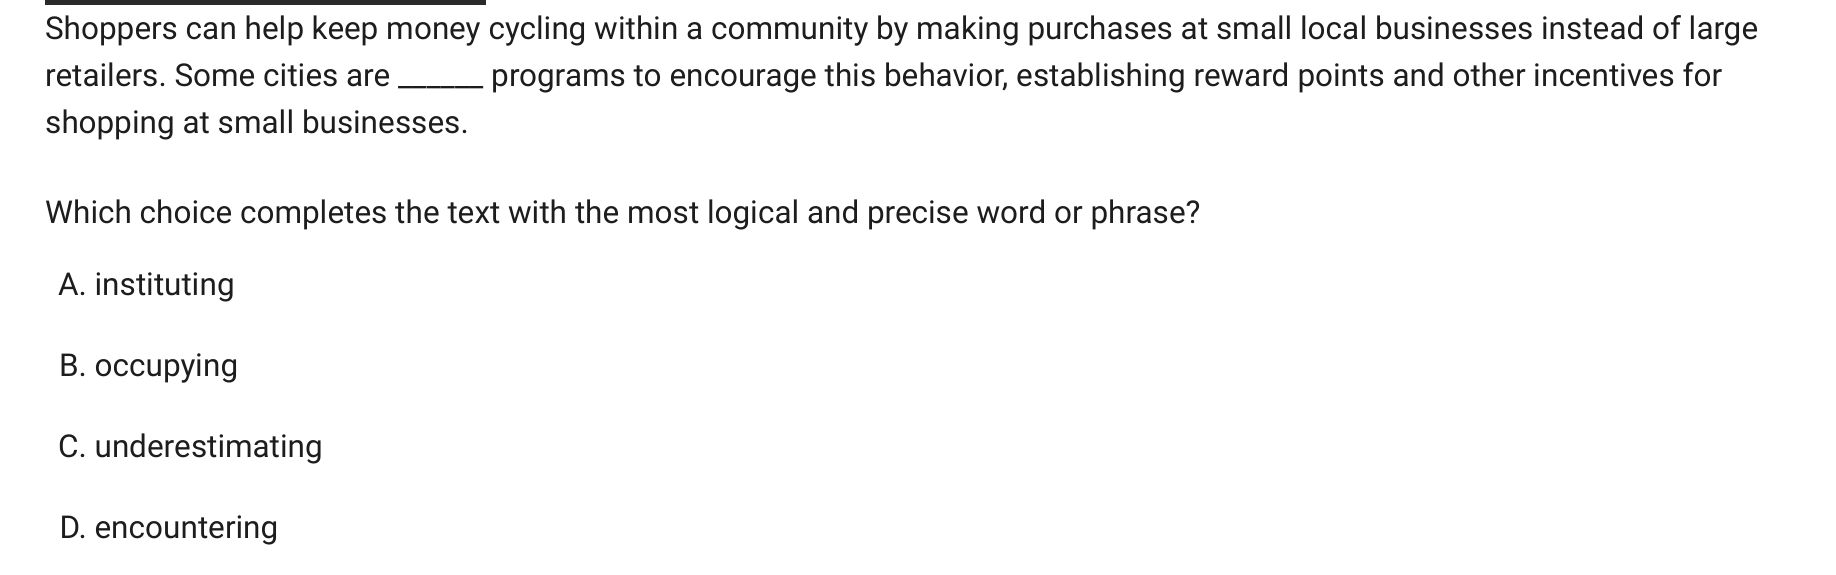 Shoppers can help keep money cycling within a community by making purchases at small local businesses instead of large
retailers. Some cities are ______ programs to encourage this behavior, establishing reward points and other incentives for
shopping at small businesses.
Which choice completes the text with the most logical and precise word or phrase?
A. instituting
B. occupying
C. underestimating
D. encountering